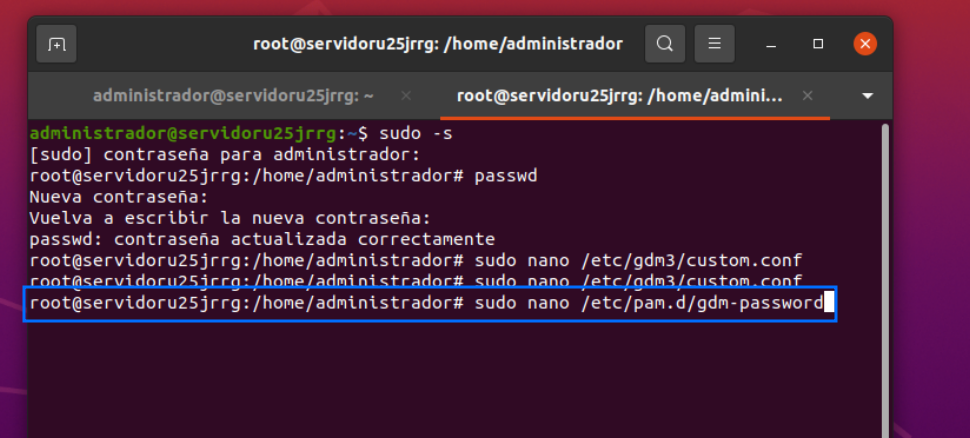 root@servidoru25jrrg: /home/administrador
administrador@servidoru25jrrg: ~
root@servidoru25jrrg: /home/admini...
administrador@servidoru25jrrg:~$ sudo -s
[sudo] contraseña para administrador:
root@servidoru25jrrg:/home/administrador# passwd
Nueva contraseña:
Vuelva a escribir la nueva contraseña:
passwd: contraseña actualizada correctamente
root@servidoru25jrrg:/home/administrador# sudo nano /etc/gdm3/custom.conf
root@servidoru25jrrg:/home/administrador# sudo nano /etc/gdm3/custom.conf
root@servidoru25jrrg:/home/administrador# sudo nano /etc/pam.d/gdm-password